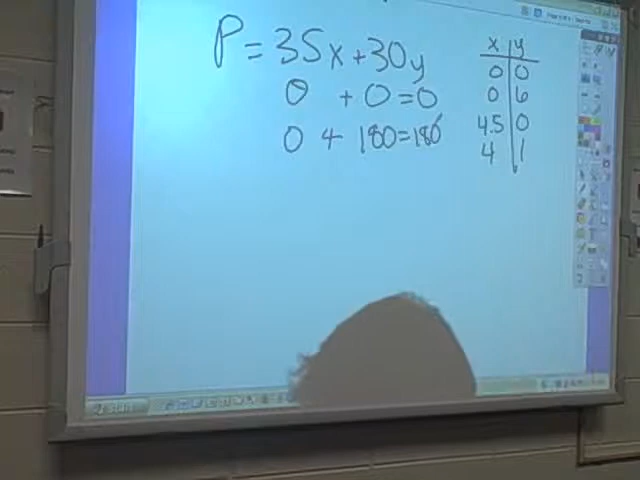 P = 35x + 30y
0 + 0 = 0
0 + 180 = 180
x y
0 0
0 6
4.5 0
4 1